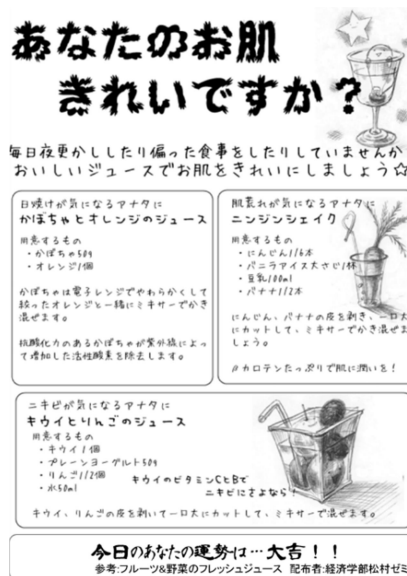 あなたのお肌
きれいですか？
毎日夜更かししたり偏った食事をしたりしていませんか
おいしいジュースでお肌をきれいにしましょう☆
日焼けが気になるアナタに
かぼちゃとオレンジのジュース
用意するもの
・かぼちゃ50g
・オレンジ1個
かぼちゃは電子レンジでやわらかくして
絞ったオレンジと一緒にミキサーでかき
混ぜます。
抗酸化力のあるかぼちゃが紫外線によっ
て増加した活性酸素を除去します。
肌荒れが気になるアナタに
ニンジンシェイク
用意するもの
・にんじん1/6本
・バニラアイス大さじ1杯
・豆乳100ml
・バナナ1/2本
にんじん、バナナの皮を剥き、一口大
にカットして、ミキサーでかき混ぜま
しょう。
βカロテンたっぷりで肌に潤いを！
ニキビが気になるアナタに
キウイとりんごのジュース
用意するもの
・キウイ1個
・プレーンヨーグルト50g
・りんご1/2個
・水50ml
キウイのビタミンCとBで
ニキビにさよなら！
キウイ、りんごの皮を剥いて一口大にカットして、ミキサーで混ぜます。
今日のあなたの運勢は…大吉！！
参考:フルーツ&野菜のフレッシュジュース　配布者:経済学部松村ゼミ